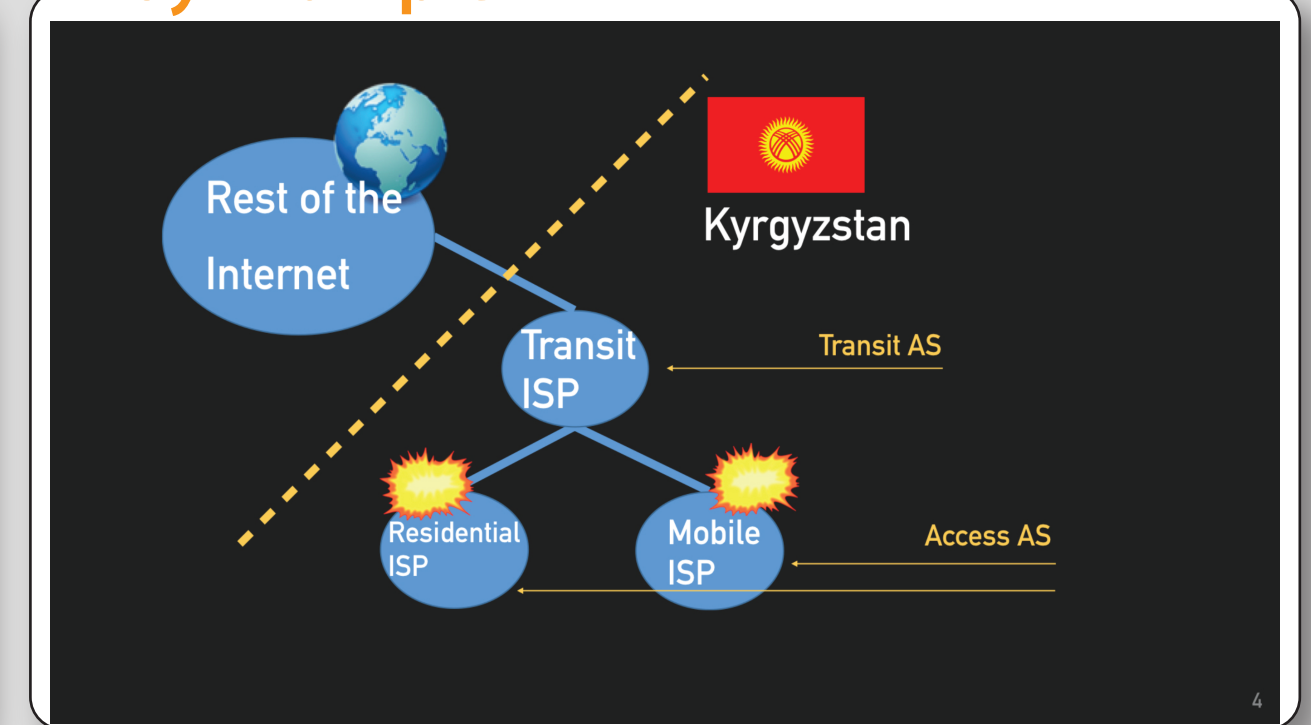 Rest of the
Internet
Kyrgyzstan
Transit
ISP
Transit AS
Residential
ISP
Mobile
ISP
Access AS
4